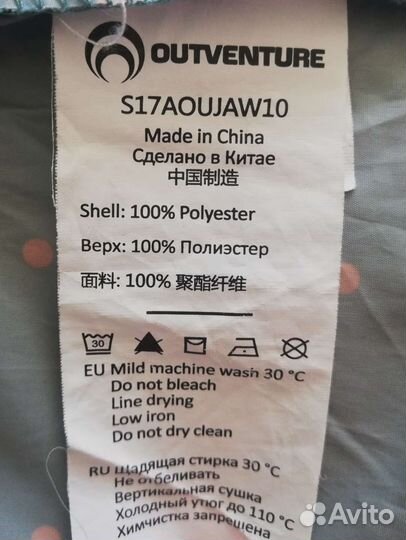 OUTVENTURE
S17AOUJAW10
Made in China
Сделано в Китае
中国制造
Shell: 100% Polyester
Верх: 100% Полиэстер
面料: 100% 聚酯纤维
30
EU Mild machine wash 30 °C
Do not bleach
Line drying
Low iron
Do not dry clean
RU Щадящая стирка 30 °C
Не отбеливать
Вертикальная сушка
Холодный утюг до 110 °C
Химчистка запрещена
Avito